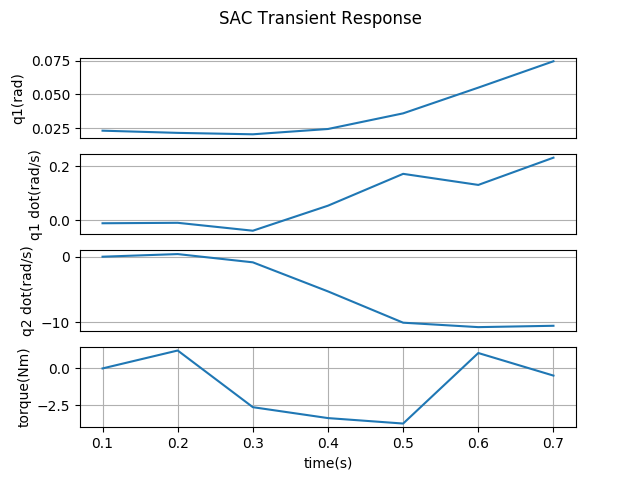 SAC Transient Response
q1(rad)
0.075
0.050
0.025
q1 dot(rad/s)
0.2
0.0
q2 dot(rad/s)
0
−10
torque(Nm)
0.0
−2.5
0.1 0.2 0.3 0.4 0.5 0.6 0.7
time(s)